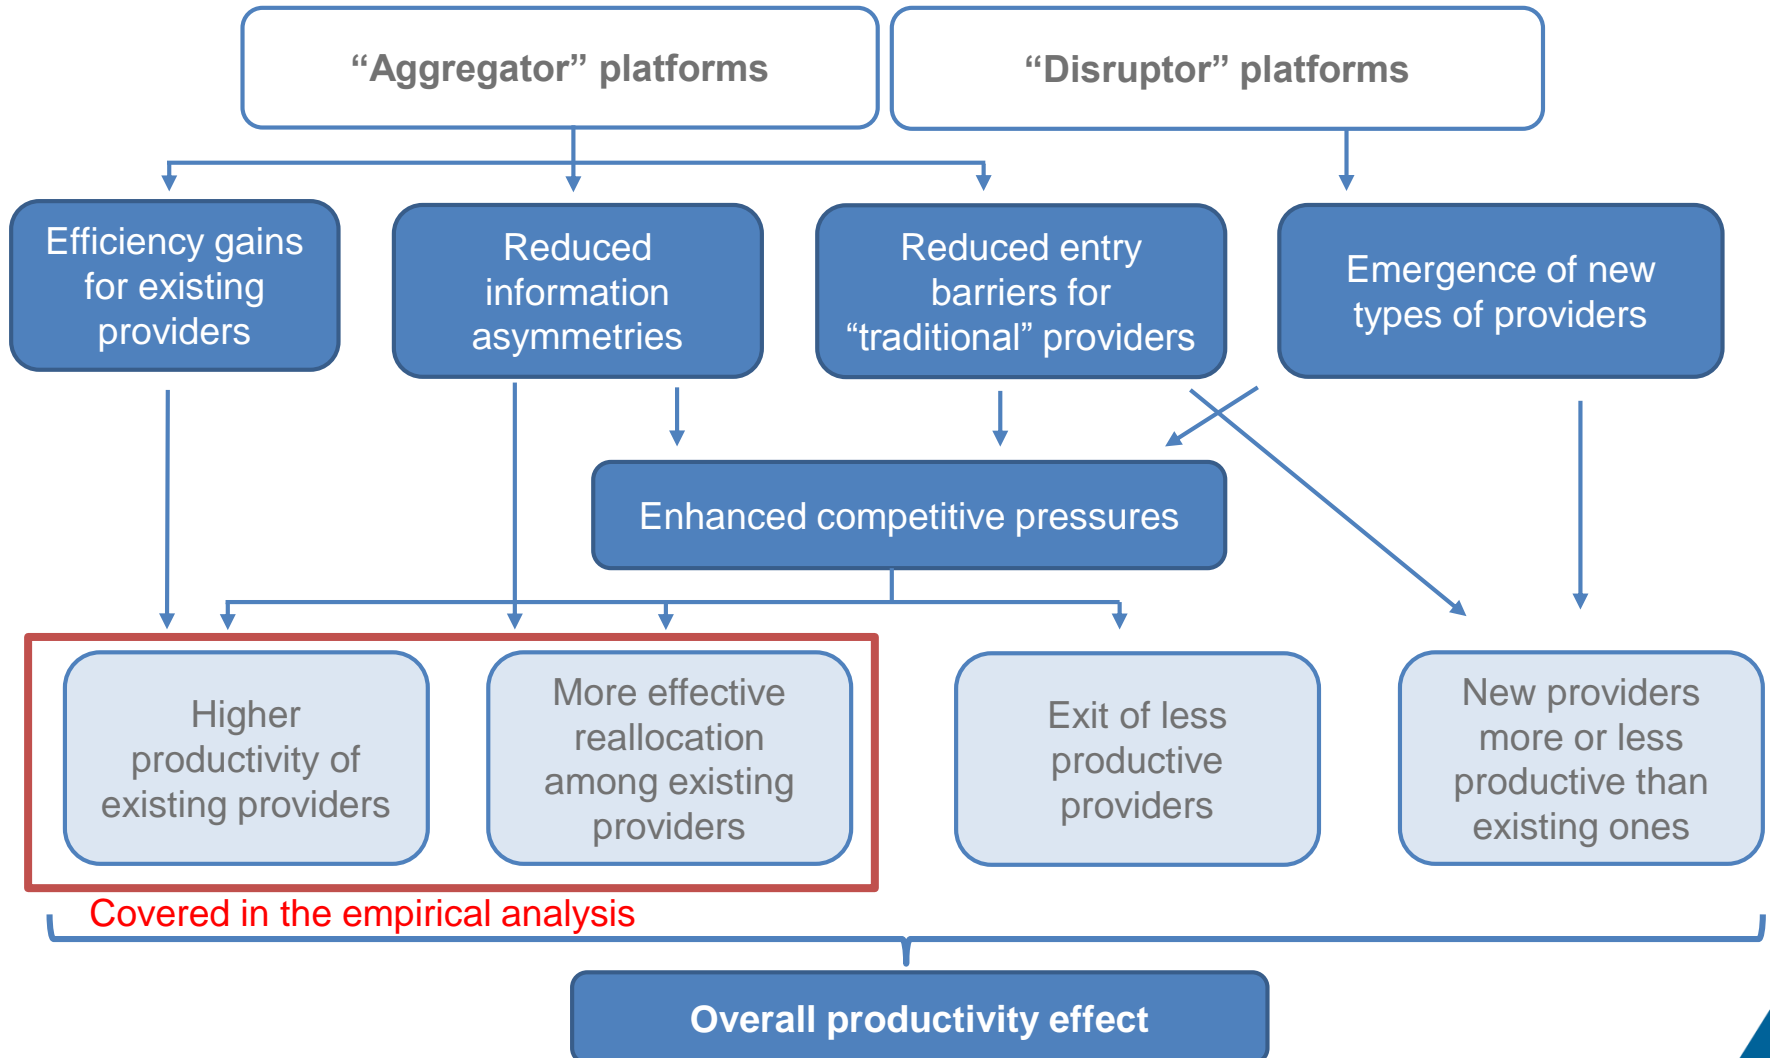 “Aggregator” platforms
“Disruptor” platforms
Efficiency gains
for existing
providers
Reduced
information
asymmetries
Reduced entry
barriers for
“traditional” providers
Emergence of new
types of providers
Enhanced competitive pressures
Higher
productivity of
existing providers
More effective
reallocation
among existing
providers
Exit of less
productive
providers
New providers
more or less
productive than
existing ones
Covered in the empirical analysis
Overall productivity effect